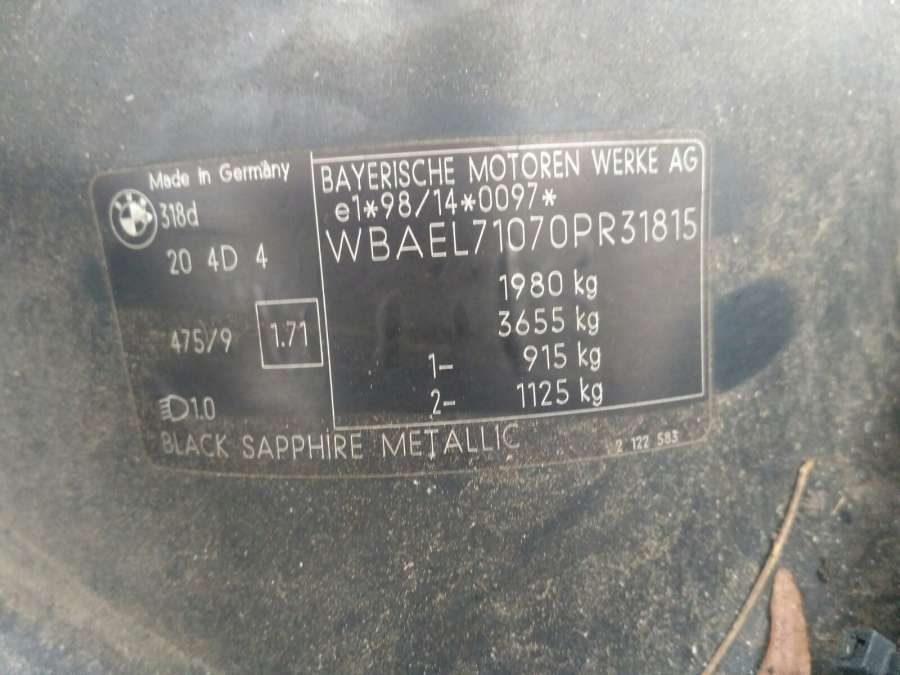 Made in Germany
318d
20 4D 4
475/9
1.71
1.0
BAYERISCHE MOTOREN WERKE AG
e1*98/14*0097*
WBAEL71070PR31815
1980 kg
3655 kg
1- 915 kg
2- 1125 kg
BLACK SAPPHIRE METALLIC
2 122 583